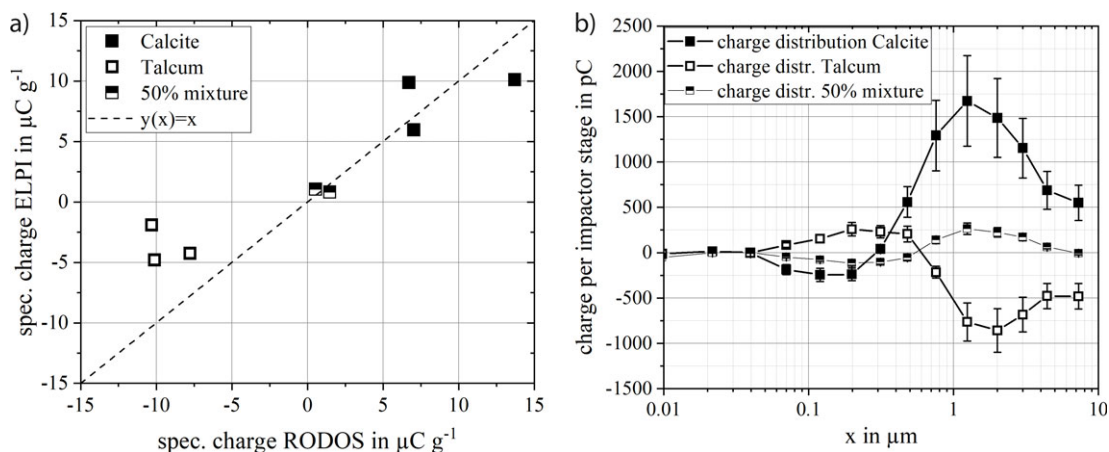 a)
15
10
5
0
-5
-10
-15
Calcite
Talcum
50% mixture
y(x)=x
spec. charge ELPI in µC g-1
-15 -10 -5 0 5 10 15
spec. charge RODOS in µC g-1
b)
2500
2000
1500
1000
500
0
-500
-1000
-1500
charge distribution Calcite
charge distr. Talcum
charge distr. 50% mixture
charge per impactor stage in pC
0.01 0.1 1 10
x in µm